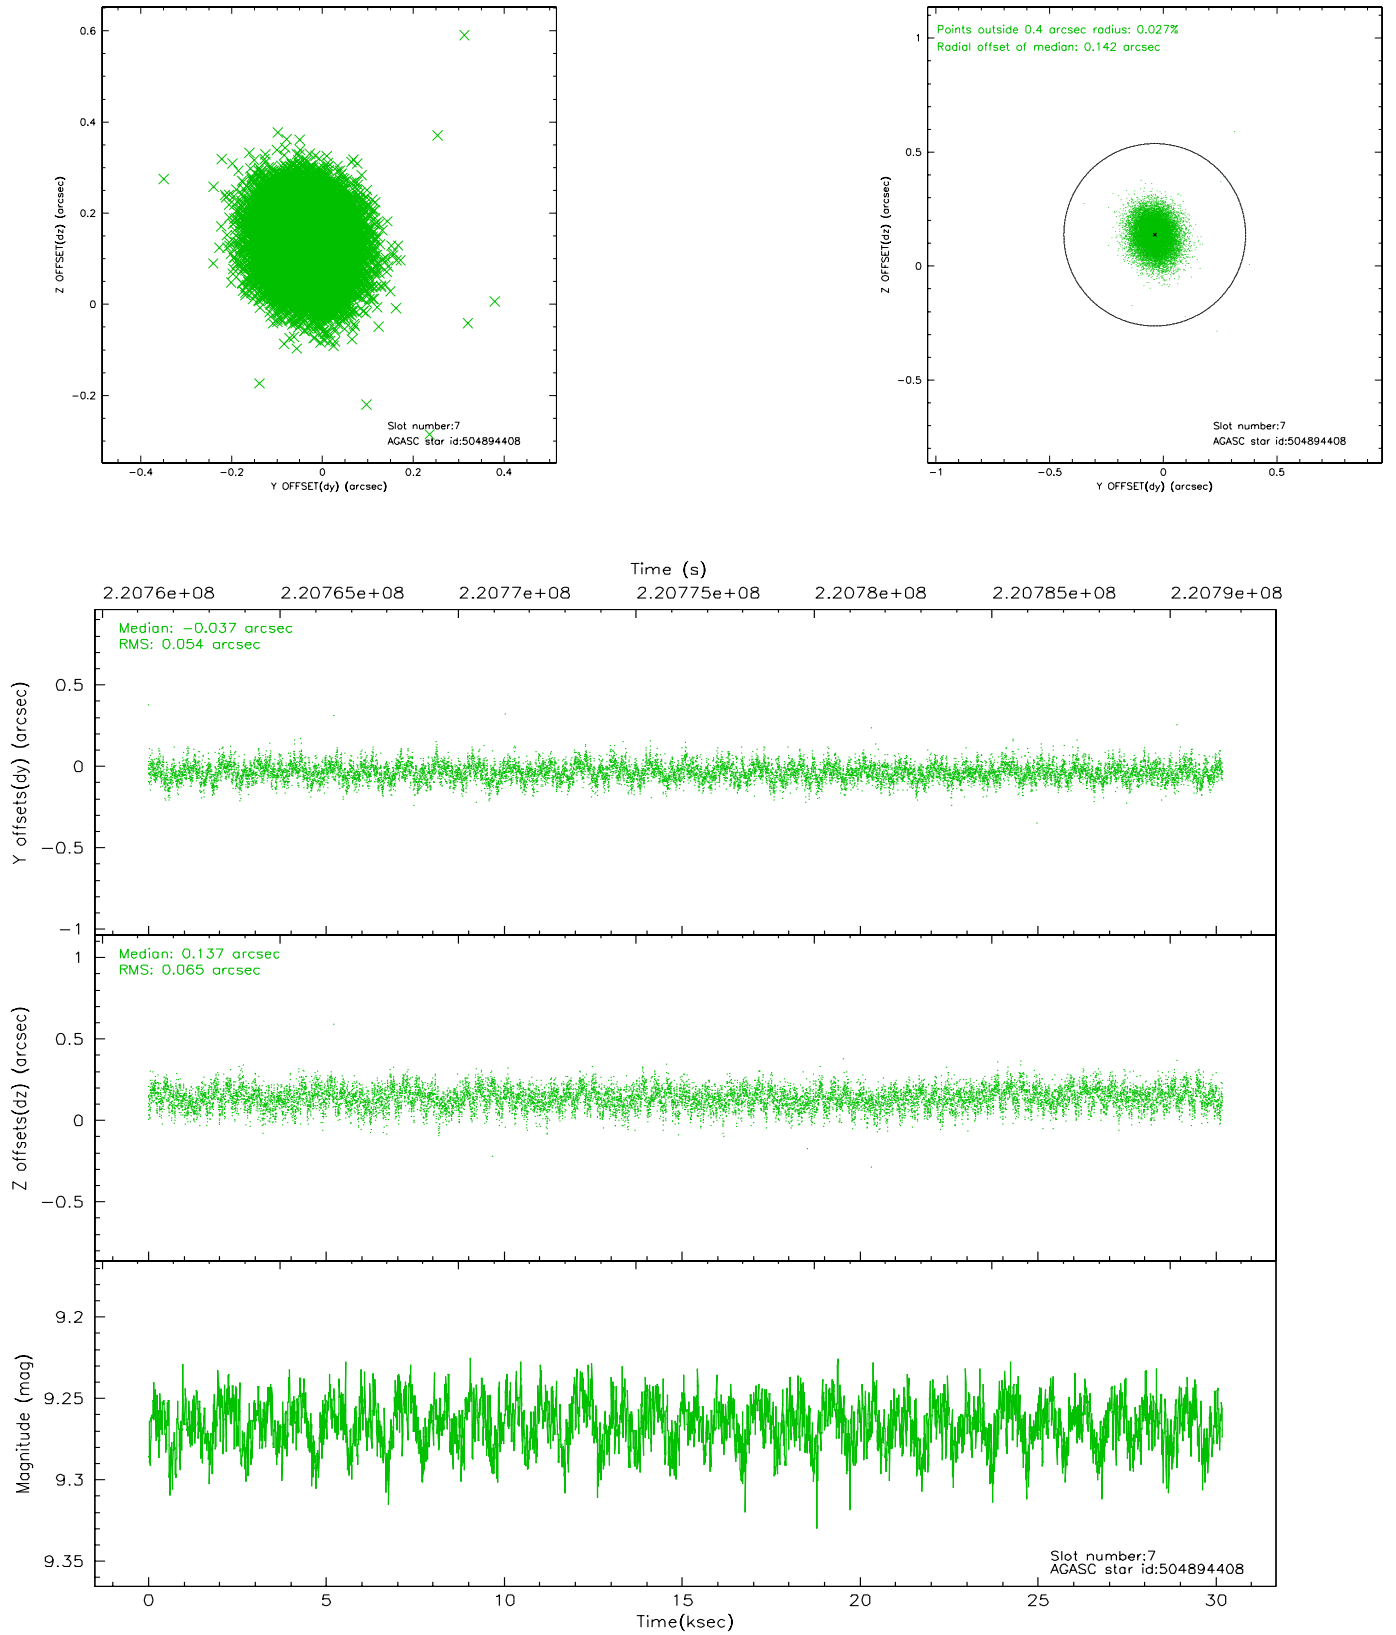 0.6
0.4
0.2
0
−0.2
Z OFFSET(dz) (arcsec)
Slot number:7
AGASC star id:504894408
−0.4 −0.2 0 0.2 0.4
Y OFFSET(dy) (arcsec)
Points outside 0.4 arcsec radius: 0.027%
Radial offset of median: 0.142 arcsec
1
0.5
0
−0.5
Z OFFSET(dz) (arcsec)
Slot number:7
AGASC star id:504894408
−1 −0.5 0 0.5
Y OFFSET(dy) (arcsec)
Time (s)
2.2076e+08 2.20765e+08 2.2077e+08 2.20775e+08 2.2078e+08 2.20785e+08 2.2079e+08
Median: −0.037 arcsec
RMS: 0.054 arcsec
0.5
0
−0.5
−1
Y offsets(dy) (arcsec)
Median: 0.137 arcsec
RMS: 0.065 arcsec
1
0.5
0
−0.5
Z offsets(dz) (arcsec)
9.2
9.25
9.3
9.35
Magnitude (mag)
Slot number:7
AGASC star id:504894408
0 5 10 15 20 25 30
Time(ksec)